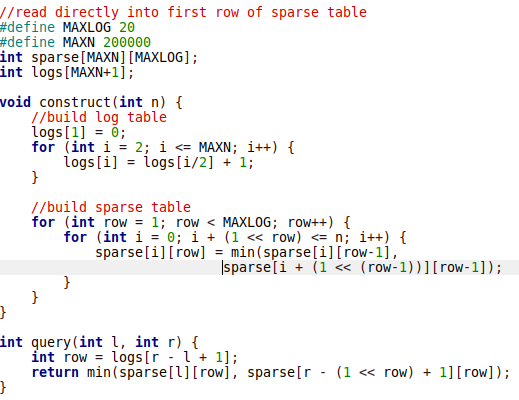 //read directly into first row of sparse table
#define MAXLOG 20
#define MAXN 200000
int sparse[MAXN][MAXLOG];
int logs[MAXN+1];

void construct(int n) {
    //build log table
    logs[1] = 0;
    for (int i = 2; i <= MAXN; i++) {
        logs[i] = logs[i/2] + 1;
    }

    //build sparse table
    for (int row = 1; row < MAXLOG; row++) {
        for (int i = 0; i + (1 << row) <= n; i++) {
            sparse[i][row] = min(sparse[i][row-1],
                            sparse[i + (1 << (row-1))][row-1]);
        }
    }
}

int query(int l, int r) {
    int row = logs[r - l + 1];
    return min(sparse[l][row], sparse[r - (1 << row) + 1][row]);
}